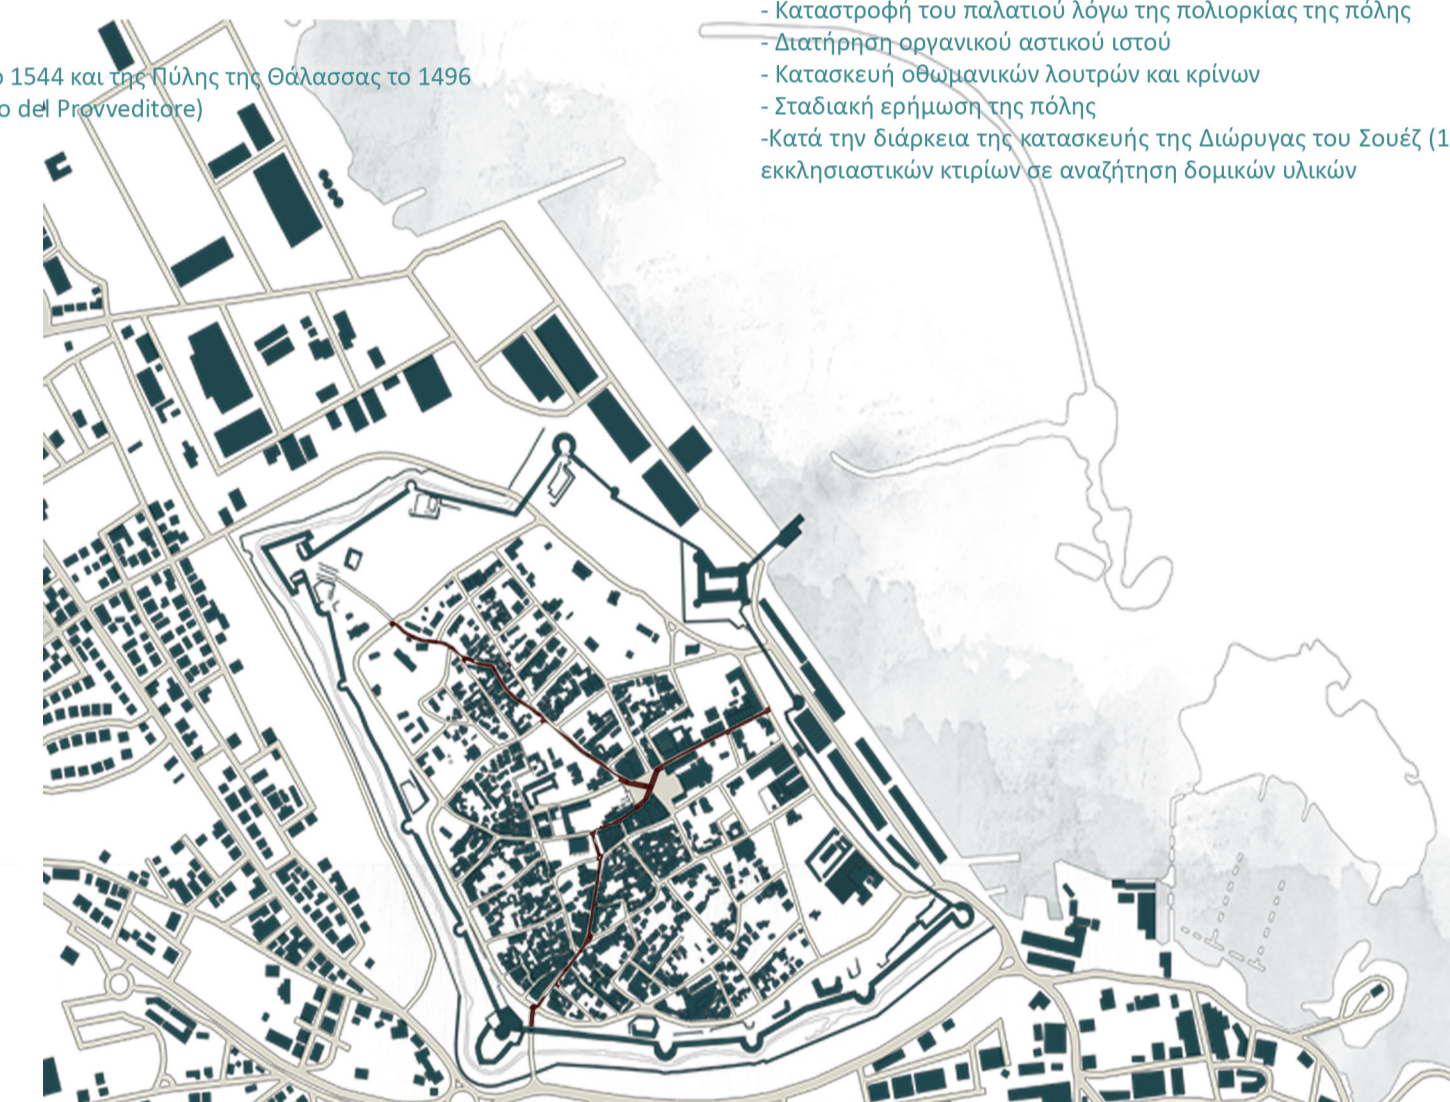 ο 1544 και της Πύλης της Θάλασσας το 1496
ο del Provveditore)
- Καταστροφή του παλατιού λόγω της πολιορκίας της πόλης
- Διατήρηση οργανικού αστικού ιστού
- Κατασκευή οθωμανικών λουτρών και κρίνων
- Σταδιακή ερήμωση της πόλης
-Κατά την διάρκεια της κατασκευής της Διώρυγας του Σουέζ (1
εκκλησιαστικών κτιρίων σε αναζήτηση δομικών υλικών